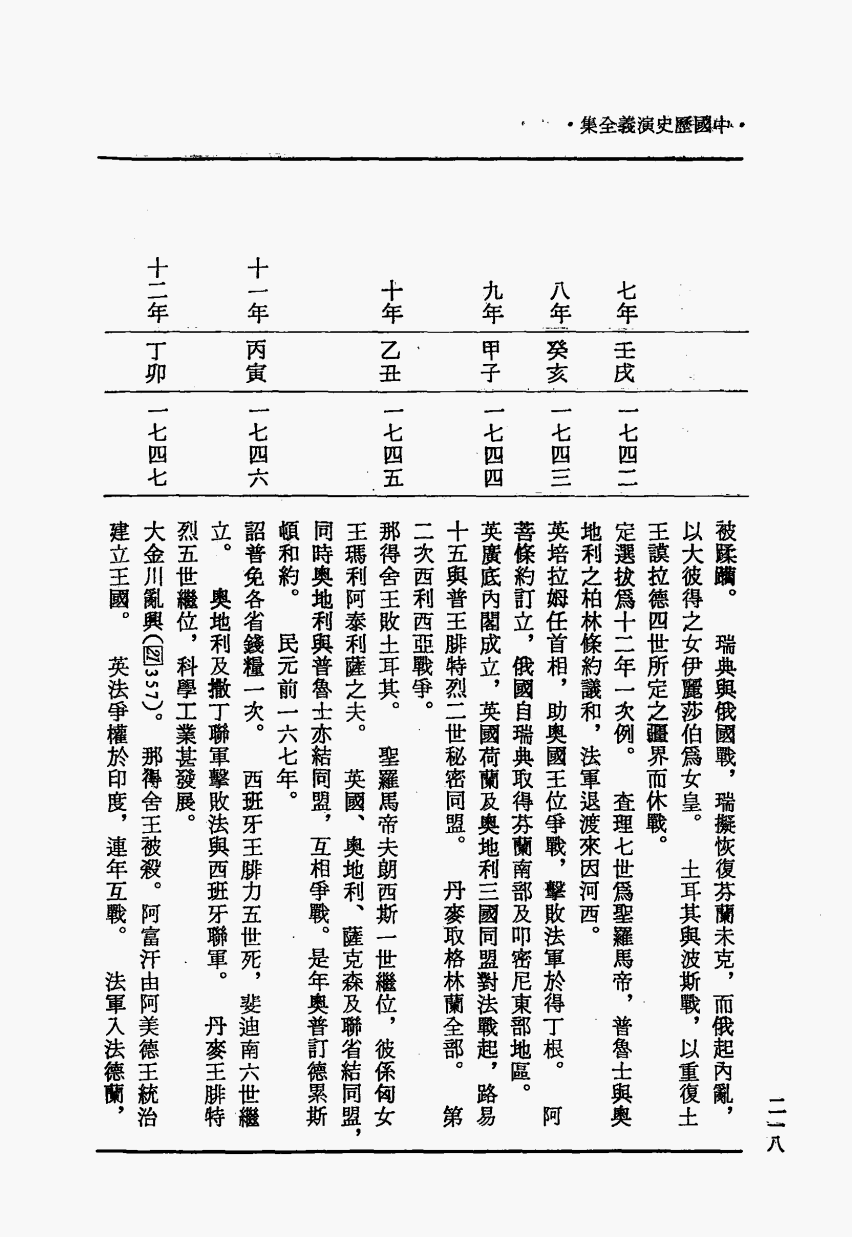 ·中國歷史演義全集·
被蹂躪。　瑞典與俄國戰，瑞擬恢復芬蘭未克，而俄起內亂，
以大彼得之女伊麗莎伯爲女皇。　土耳其與波斯戰，以重復土
王謨拉德四世所定之疆界而休戰。
七年　壬戌　一七四二　定選拔爲十二年一次例。　查理七世爲聖羅馬帝，普魯士與奧
地利之柏林條約議和，法軍退渡來因河西。
八年　癸亥　一七四三　英培拉姆任首相，助奧國王位爭戰，擊敗法軍於得丁根。　阿
菩條約訂立，俄國自瑞典取得芬蘭南部及叩密尼東部地區。
九年　甲子　一七四四　英廣底內閣成立，英國荷蘭及奧地利三國同盟對法戰起，路易
十五與普王腓特烈二世秘密同盟。　丹麥取格林蘭全部。　第
二次西利西亞戰爭。
十年　乙丑　一七四五　那得舍王敗土耳其。　聖羅馬帝夫朗西斯一世繼位，彼係匈女
王瑪利阿泰利薩之夫。　英國、奧地利、薩克森及聯省結同盟，
同時奧地利與普魯士亦結同盟，互相爭戰。是年奧普訂德累斯
頓和約。　民元前一六七年。
十一年　丙寅　一七四六　詔普免各省錢糧一次。　西班牙王腓力五世死，斐迪南六世繼
立。　奧地利及撒丁聯軍擊敗法與西班牙聯軍。　丹麥王腓特
烈五世繼位，科學工業甚發展。
十二年　丁卯　一七四七　大金川亂興（357）。　那得舍王被殺。阿富汗由阿美德王統治
建立王國。　英法爭權於印度，連年互戰。　法軍入法德蘭，
二一八